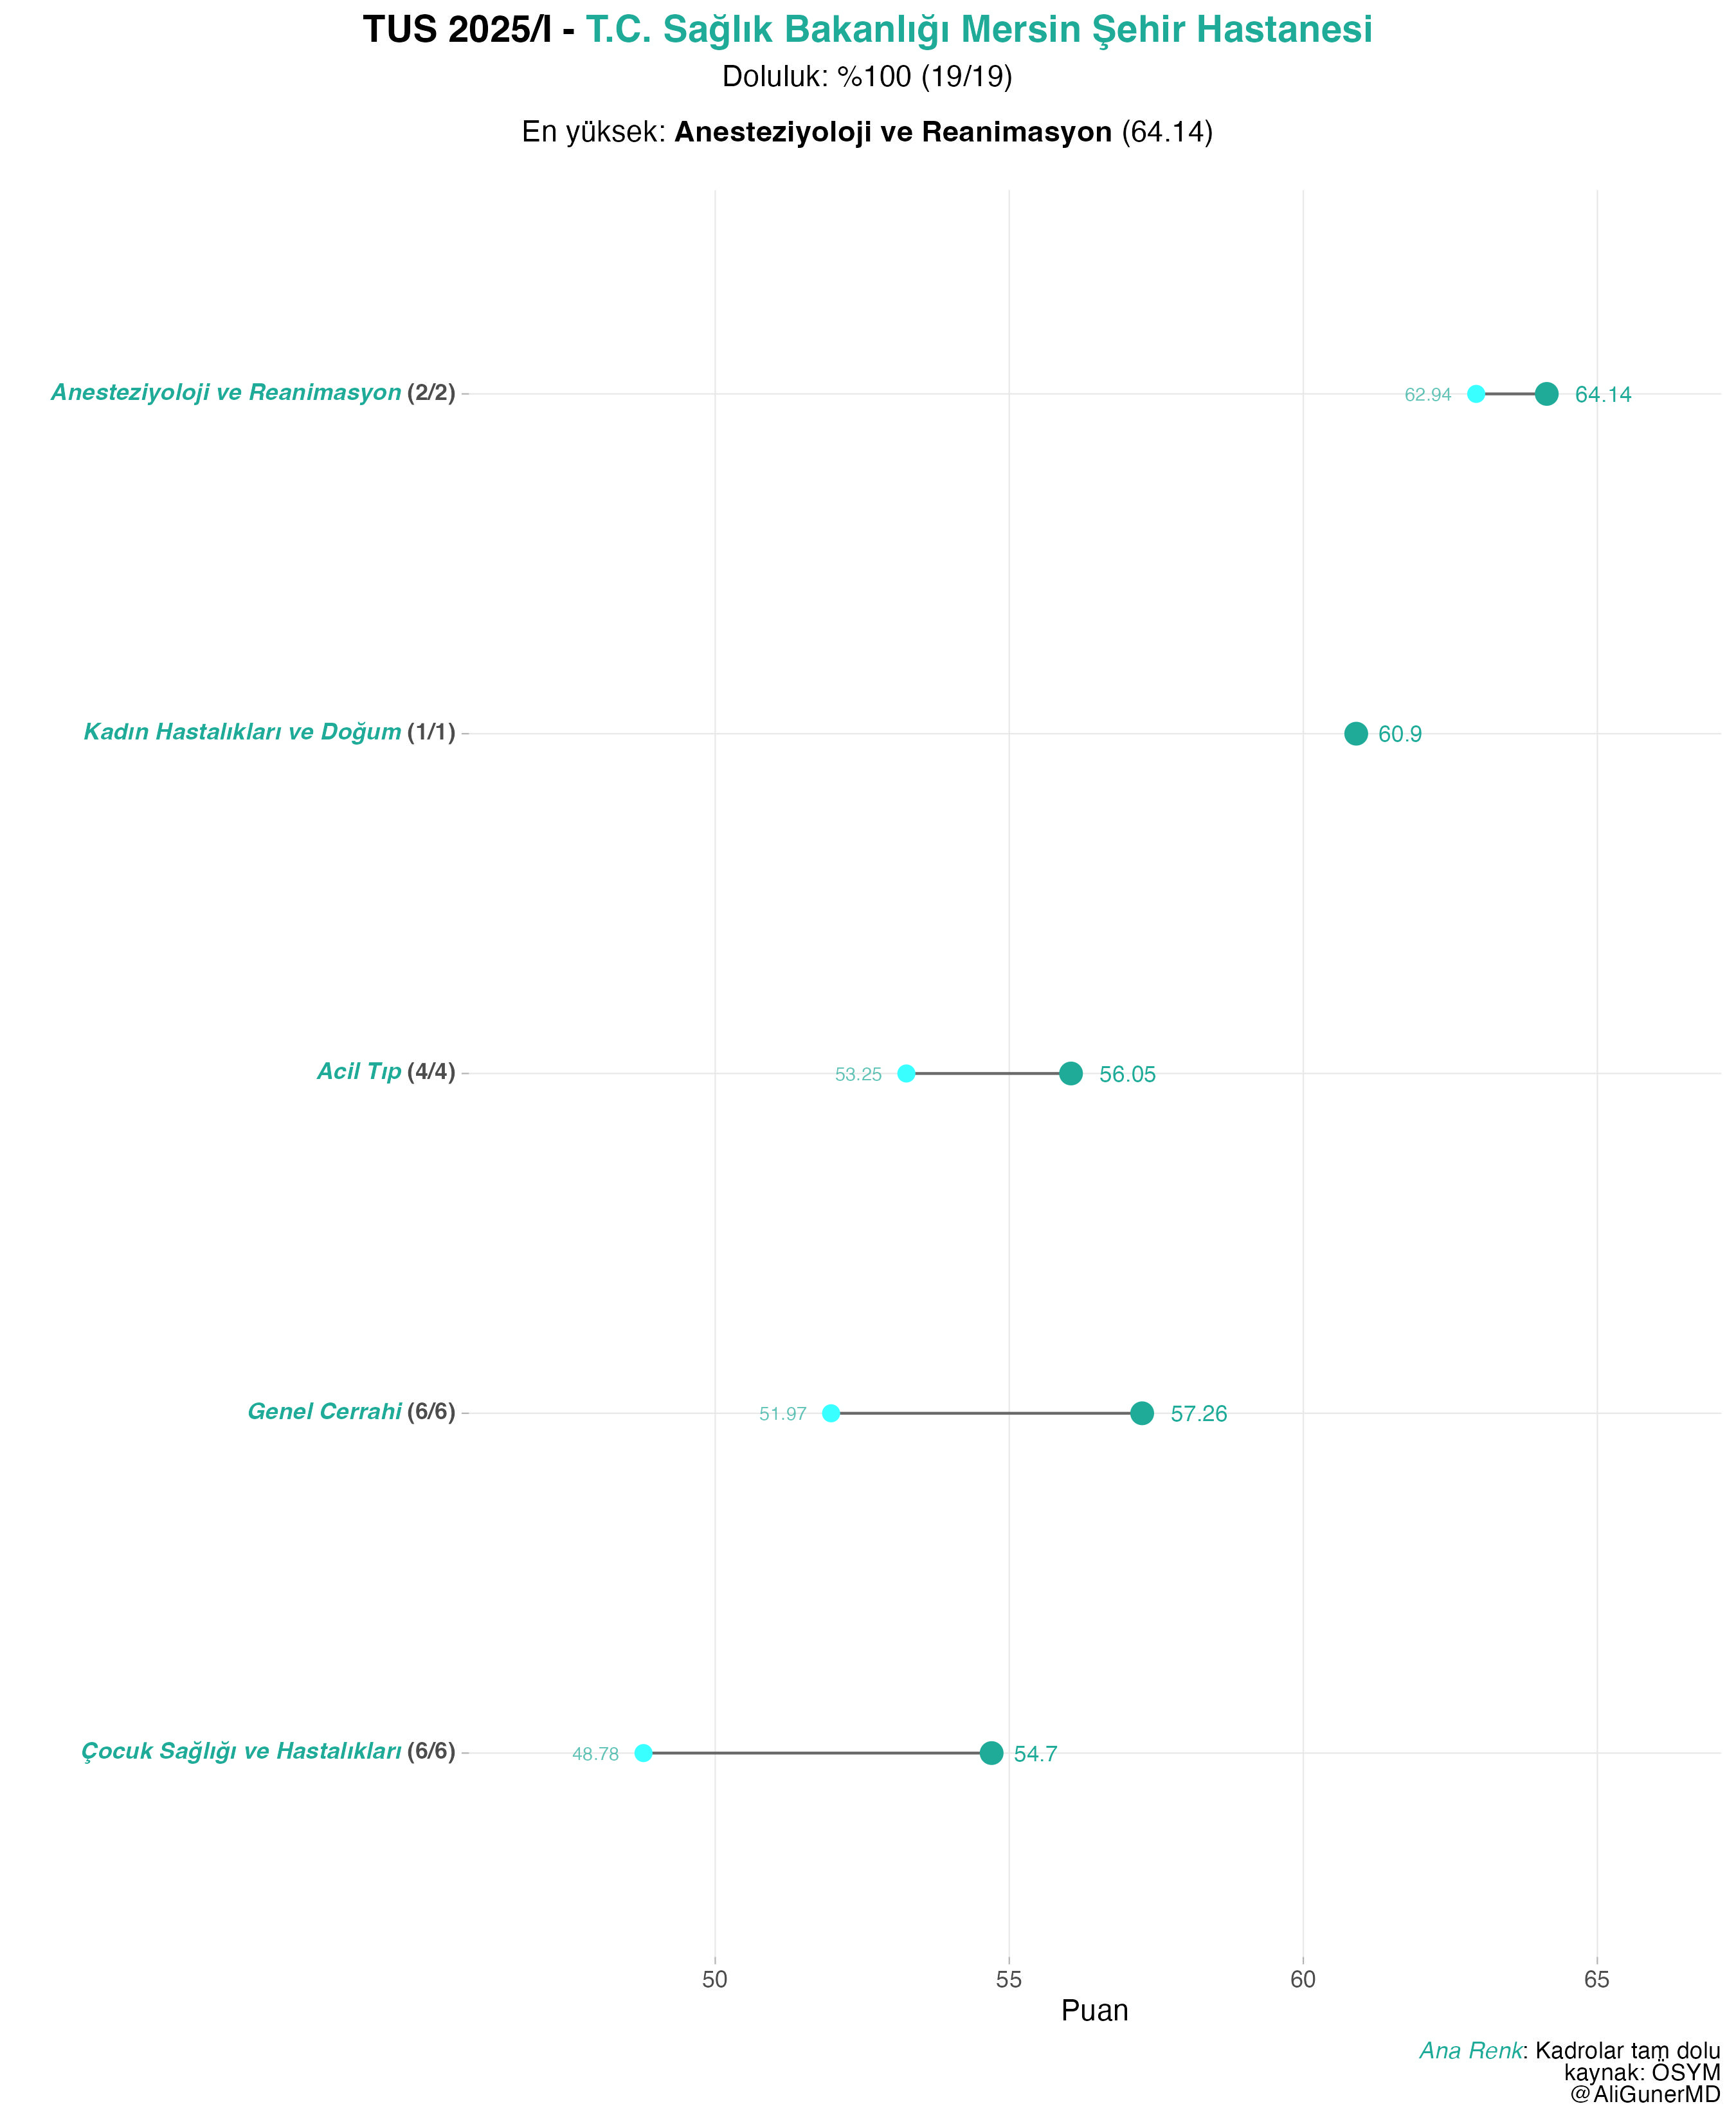 TUS 2025/I - T.C. Sağlık Bakanlığı Mersin Şehir Hastanesi
Doluluk: %100 (19/19)
En yüksek: Anesteziyoloji ve Reanimasyon (64.14)
Anesteziyoloji ve Reanimasyon (2/2) 62.94 64.14
Kadın Hastalıkları ve Doğum (1/1) 60.9
Acil Tıp (4/4) 53.25 56.05
Genel Cerrahi (6/6) 51.97 57.26
Çocuk Sağlığı ve Hastalıkları (6/6) 48.78 54.7
50 55 60 65
Puan
Ana Renk: Kadrolar tam dolu
kaynak: ÖSYM
@AliGunerMD